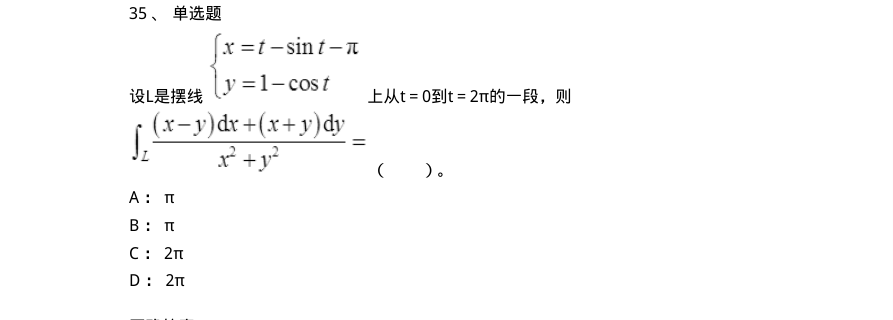 35 、 单选题
设L是摆线 { x = t − sin t − π
y = 1 − cos t 上从t = 0到t = 2π的一段，则
∫_L ((x − y)dx + (x + y)dy) / (x² + y²) =
（ ）。
A ： π
B ： π
C ： 2π
D ： 2π